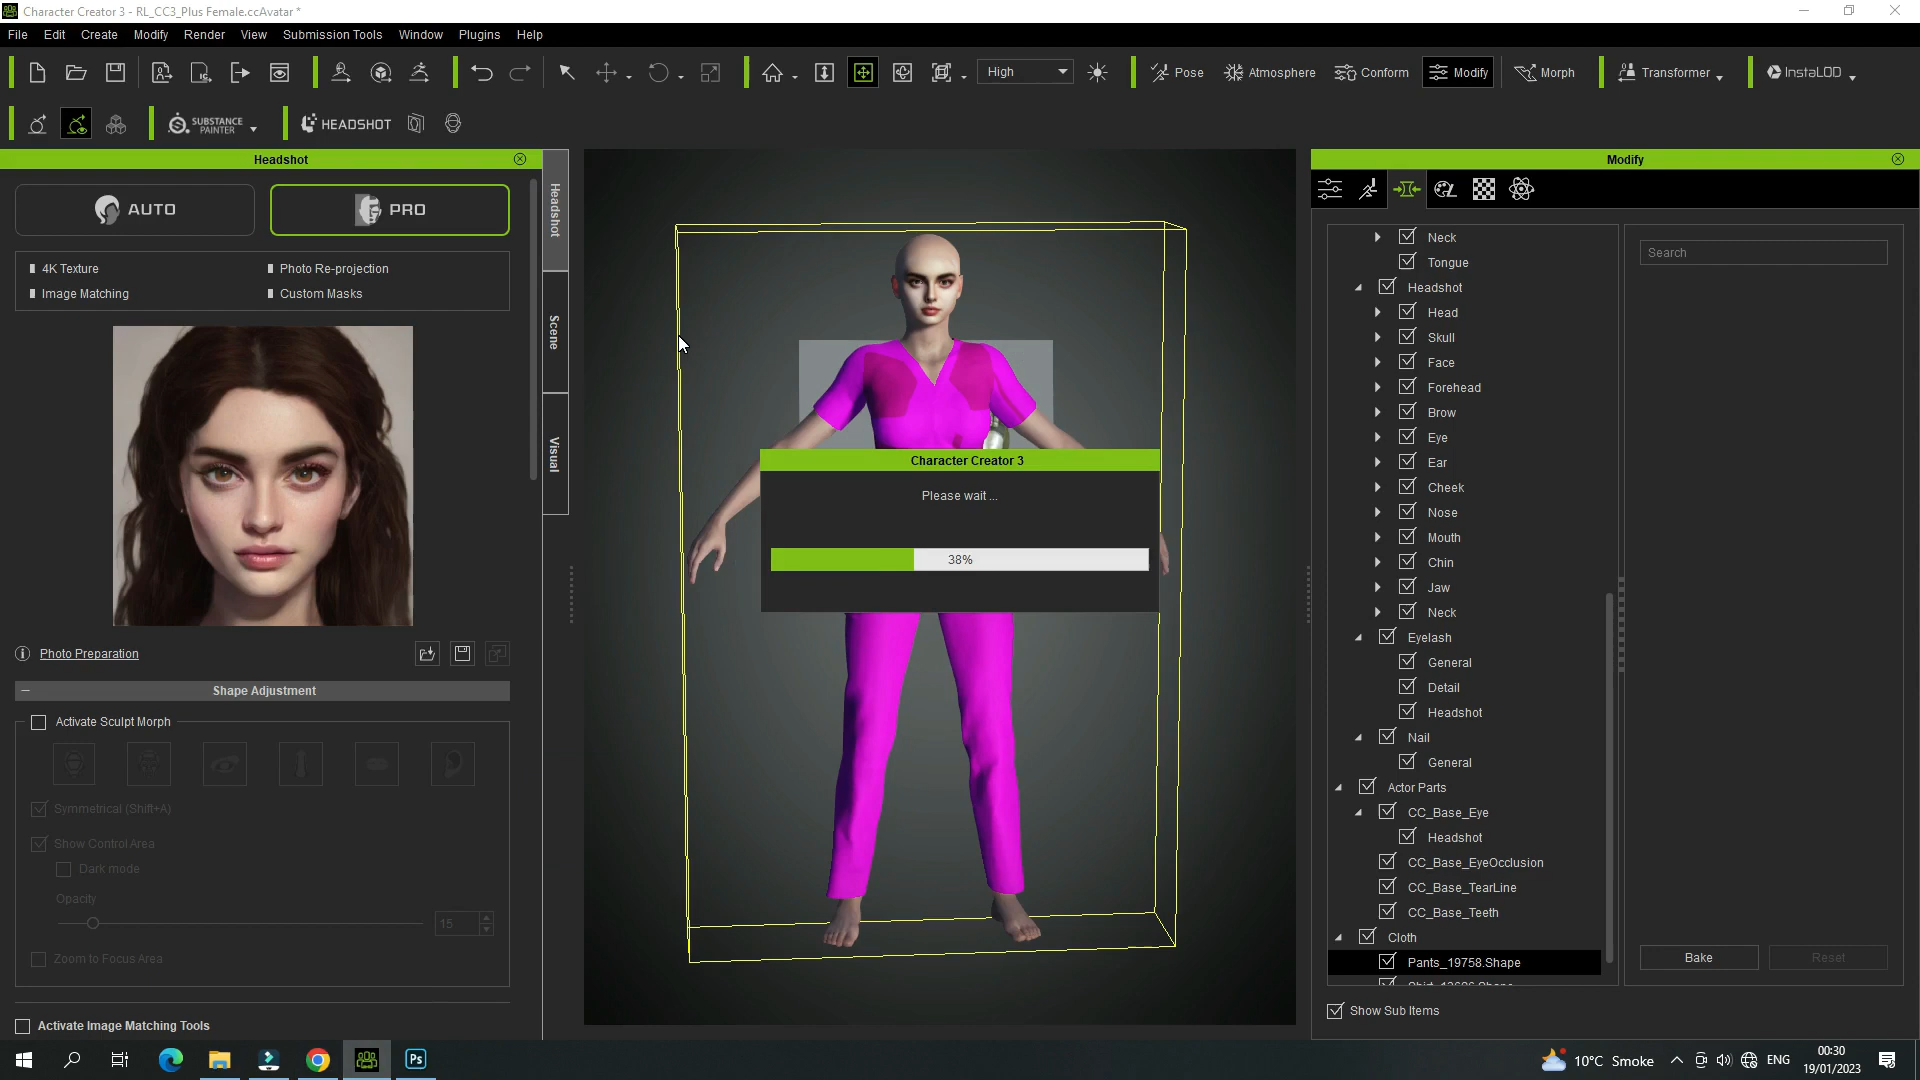 Character Creator 3 - RL_CC3_Plus Female.ccAvatar *
File Edit Create Modify Render View Submission Tools Window Plugins Help
High Pose Atmosphere Conform Modify Morph Transformer InstaLOD
SUBSTANCE PAINTER HEADSHOT
Headshot
AUTO PRO
4K Texture Photo Re-projection
Image Matching Custom Masks
Photo Preparation
Shape Adjustment
Activate Sculpt Morph
Symmetrical (Shift+A)
Show Control Area
Dark mode
Opacity
15
Zoom to Focus Area
Activate Image Matching Tools
Headshot
Scene
Visual
Character Creator 3
Please wait ...
38%
Modify
Search
Neck
Tongue
Headshot
Head
Skull
Face
Forehead
Brow
Eye
Ear
Cheek
Nose
Mouth
Chin
Jaw
Neck
Eyelash
General
Detail
Headshot
Nail
General
Actor Parts
CC_Base_Eye
Headshot
CC_Base_EyeOcclusion
CC_Base_TearLine
CC_Base_Teeth
Cloth
Pants_19758.Shape
Bake Reset
Show Sub Items
Ps
10°C Smoke ENG
00:30
19/01/2023